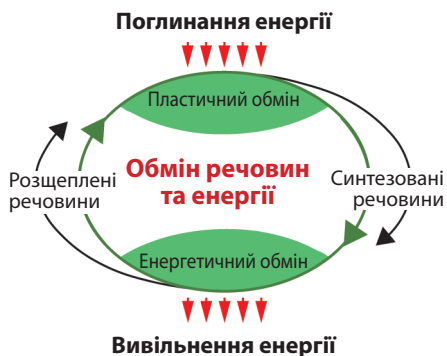 Поглинання енергії
Пластичний обмін
Обмін речовин
та енергії
Розщеплені
речовини
Синтезовані
речовини
Енергетичний обмін
Вивільнення енергії